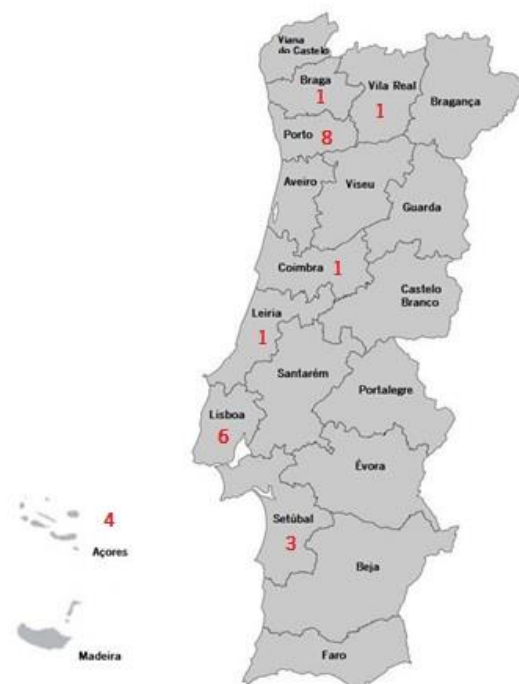 Viana
do Castelo
Braga
1
Vila Real
1
Bragança
Porto 8
Aveiro
Viseu
Guarda
Coimbra 1
Castelo
Branco
Leiria
1
Santarém
Portalegre
Lisboa
6
Évora
4
Açores
Setúbal
3
Beja
Madeira
Faro